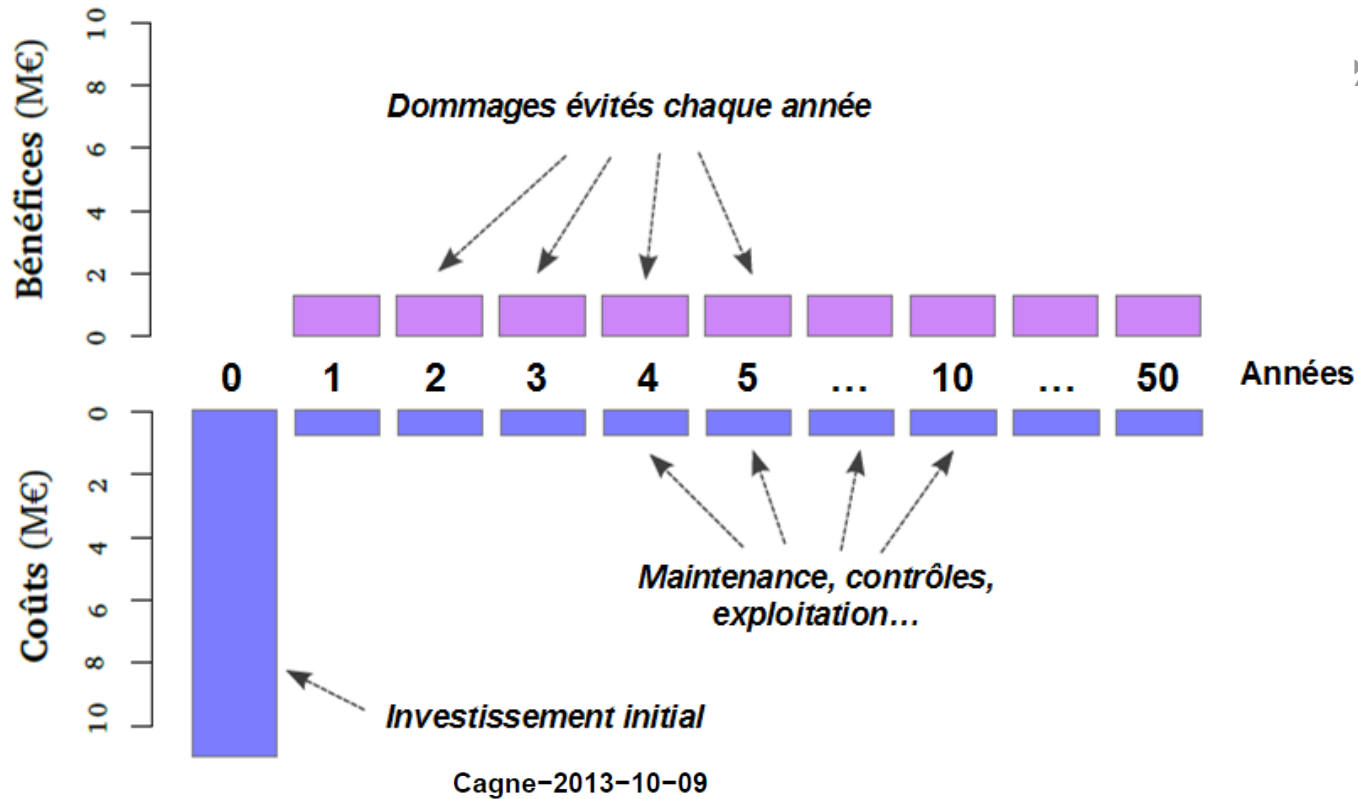 Bénéfices (M€)
10
8
6
4
2
0
Dommages évités chaque année
0 1 2 3 4 5 ... 10 ... 50 Années
Coûts (M€)
0
2
4
6
8
10
Maintenance, contrôles,
exploitation...
Investissement initial
Cagne−2013−10−09